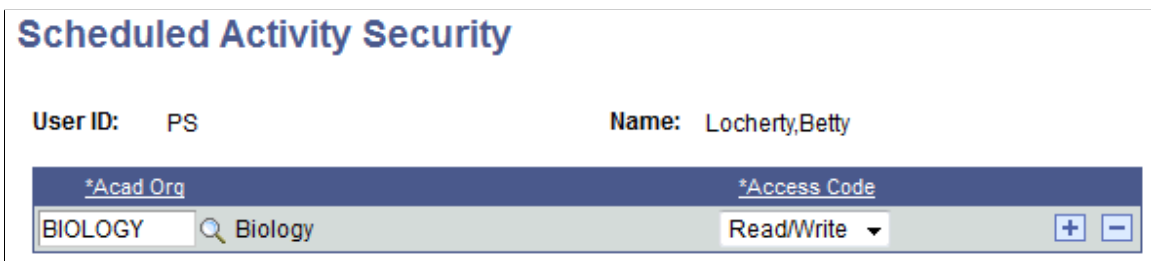 Scheduled Activity Security
User ID: PS Name: Locherty,Betty
*Acad Org *Access Code
BIOLOGY Biology Read/Write